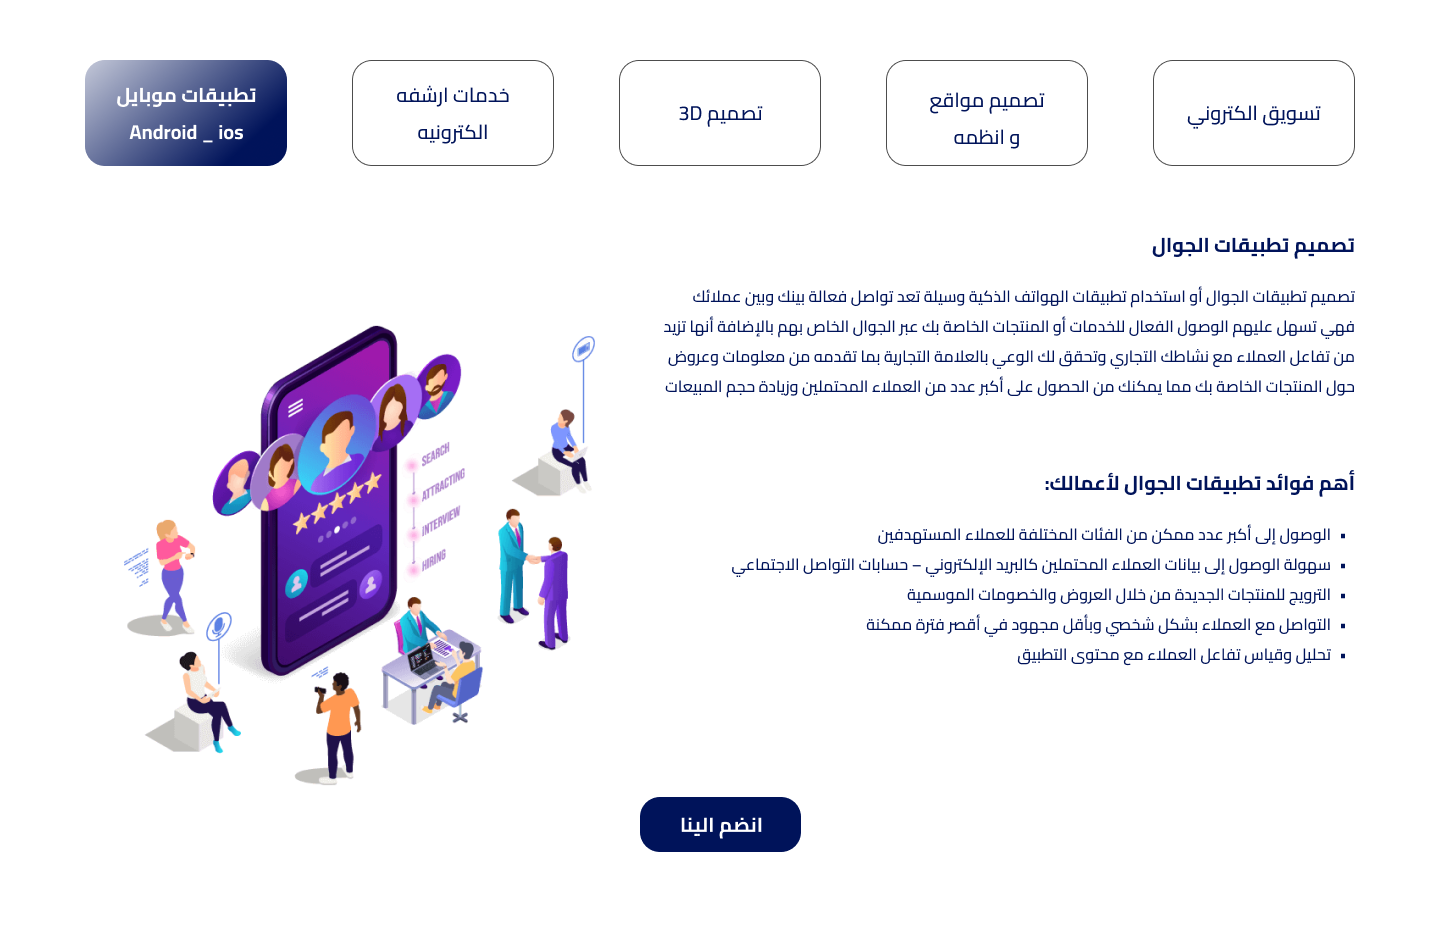 تسويق الكتروني
تصميم مواقع
و انظمه
تصميم 3D
خدمات ارشفه
الكترونيه
تطبيقات موبايل
Android _ ios
تصميم تطبيقات الجوال
تصميم تطبيقات الجوال أو استخدام تطبيقات الهواتف الذكية وسيلة تعد تواصل فعالة بينك وبين عملائك
فهي تسهل عليهم الوصول الفعال للخدمات أو المنتجات الخاصة بك عبر الجوال الخاص بهم بالإضافة أنها تزيد
من تفاعل العملاء مع نشاطك التجاري وتحقق لك الوعي بالعلامة التجارية بما تقدمه من معلومات وعروض
حول المنتجات الخاصة بك مما يمكنك من الحصول على أكبر عدد من العملاء المحتملين وزيادة حجم المبيعات
أهم فوائد تطبيقات الجوال لأعمالك:
• الوصول إلى أكبر عدد ممكن من الفئات المختلفة للعملاء المستهدفين
• سهولة الوصول إلى بيانات العملاء المحتملين كالبريد الإلكتروني – حسابات التواصل الاجتماعي
• الترويج للمنتجات الجديدة من خلال العروض والخصومات الموسمية
• التواصل مع العملاء بشكل شخصي وبأقل مجهود في أقصر فترة ممكنة
• تحليل وقياس تفاعل العملاء مع محتوى التطبيق
SEARCH
ATTRACTING
INTERVIEW
HIRING
انضم الينا